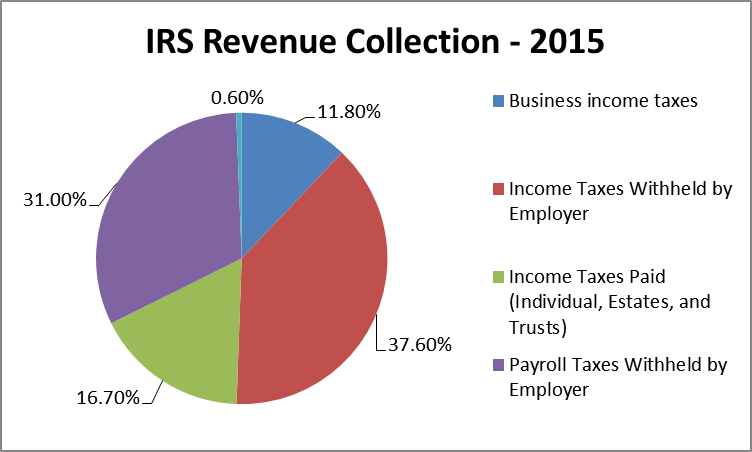 IRS Revenue Collection - 2015
0.60%
11.80%
31.00%
37.60%
16.70%
Business income taxes
Income Taxes Withheld by
Employer
Income Taxes Paid
(Individual, Estates, and
Trusts)
Payroll Taxes Withheld by
Employer